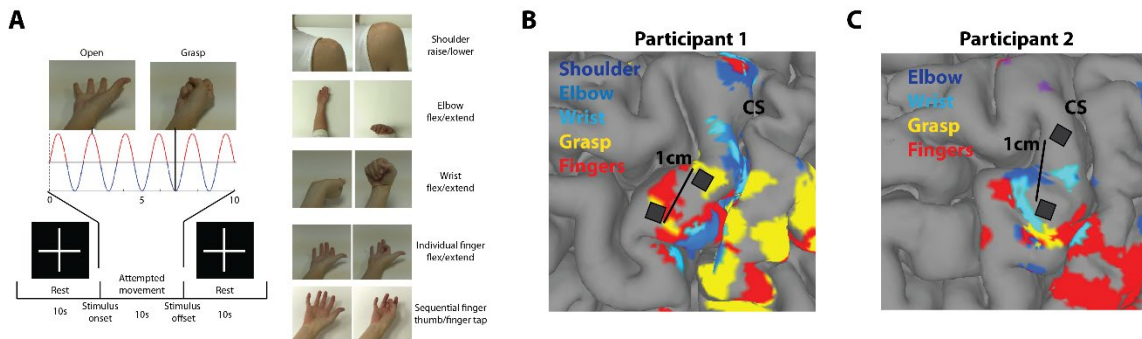 A
Open
Grasp
0
5
10
Rest
Attempted
movement
Rest
10s
Stimulus
onset
10s
Stimulus
offset
10s
Shoulder
raise/lower
Elbow
flex/extend
Wrist
flex/extend
Individual finger
flex/extend
Sequential finger
thumb/finger tap
B
Participant 1
Shoulder
Elbow
Wrist
Grasp
Fingers
CS
1cm
C
Participant 2
Elbow
Wrist
Grasp
Fingers
CS
1cm